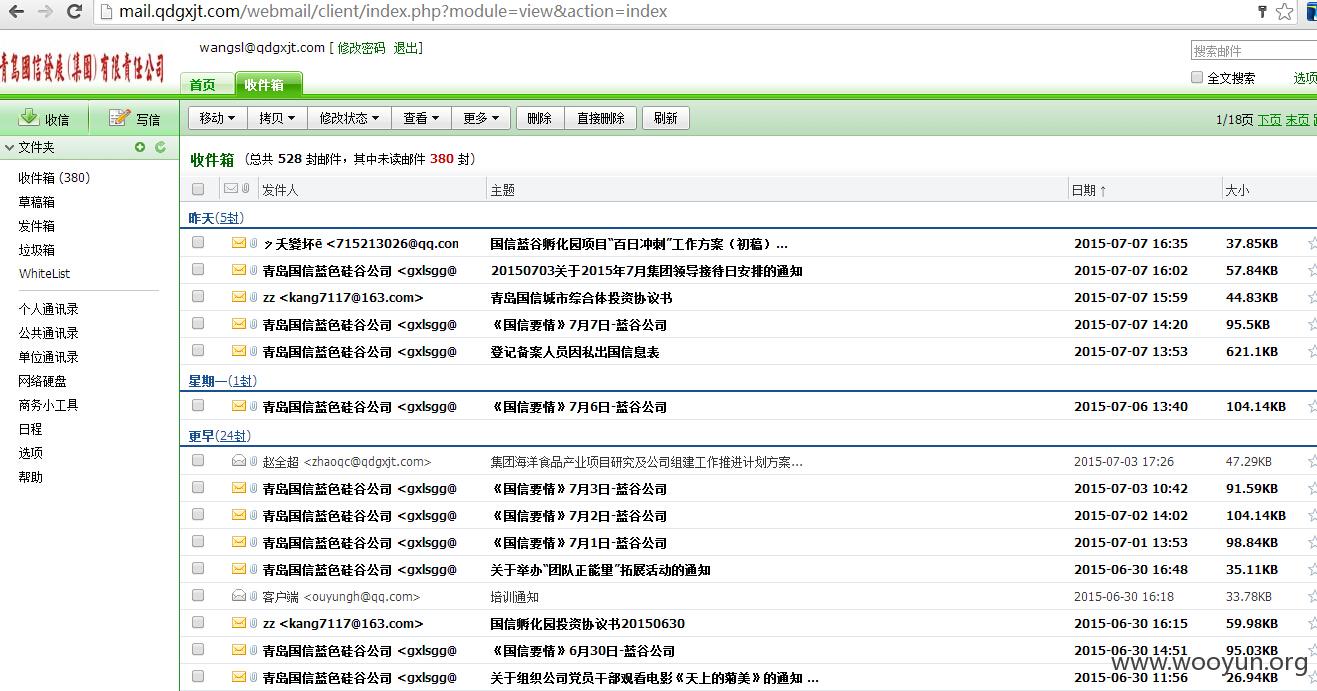 mail.qdgxjt.com/webmail/client/index.php?module=view&action=index
青島國信發展(集團)有限責任公司
wangsl@qdgxjt.com [ 修改密码 退出]
搜索邮件
首页 收件箱
全文搜索 选项
收信 写信
移动 拷贝 修改状态 查看 更多 删除 直接删除 刷新
1/18页 下页 末页
文件夹
收件箱 (380)
草稿箱
发件箱
垃圾箱
WhiteList
个人通讯录
公共通讯录
单位通讯录
网络硬盘
商务小工具
日程
选项
帮助
收件箱 (总共 528 封邮件，其中未读邮件 380 封)
发件人 主题 日期↑ 大小
昨天(5封)
<715213026@qq.con 国信蓝谷孵化园项目“百日冲刺”工作方案（初稿）... 2015-07-07 16:35 37.85KB
青岛国信蓝色硅谷公司 <gxlsgg@ 20150703关于2015年7月集团领导接待日安排的通知 2015-07-07 16:02 57.84KB
zz <kang7117@163.com> 青岛国信城市综合体投资协议书 2015-07-07 15:59 44.83KB
青岛国信蓝色硅谷公司 <gxlsgg@ 《国信要情》7月7日-蓝谷公司 2015-07-07 14:20 95.5KB
青岛国信蓝色硅谷公司 <gxlsgg@ 登记备案人员因私出国信息表 2015-07-07 13:53 621.1KB
星期一(1封)
青岛国信蓝色硅谷公司 <gxlsgg@ 《国信要情》7月6日-蓝谷公司 2015-07-06 13:40 104.14KB
更早(24封)
赵全超 <zhaoqc@qdgxjt.com> 集团海洋食品产业项目研究及公司组建工作推进计划方案... 2015-07-03 17:26 47.29KB
青岛国信蓝色硅谷公司 <gxlsgg@ 《国信要情》7月3日-蓝谷公司 2015-07-03 10:42 91.59KB
青岛国信蓝色硅谷公司 <gxlsgg@ 《国信要情》7月2日-蓝谷公司 2015-07-02 14:02 104.14KB
青岛国信蓝色硅谷公司 <gxlsgg@ 《国信要情》7月1日-蓝谷公司 2015-07-01 13:53 98.84KB
青岛国信蓝色硅谷公司 <gxlsgg@ 关于举办“团队正能量”拓展活动的通知 2015-06-30 16:48 35.11KB
客户端 <ouyungh@qq.com> 培训通知 2015-06-30 16:18 33.78KB
zz <kang7117@163.com> 国信孵化园投资协议书20150630 2015-06-30 16:15 59.98KB
青岛国信蓝色硅谷公司 <gxlsgg@ 《国信要情》6月30日-蓝谷公司 2015-06-30 14:51 95.03KB
青岛国信蓝色硅谷公司 <gxlsgg@ 关于组织公司党员干部观看电影《天上的菊美》的通知 ... 2015-06-30 11:56 26.94KB
www.wooyun.org